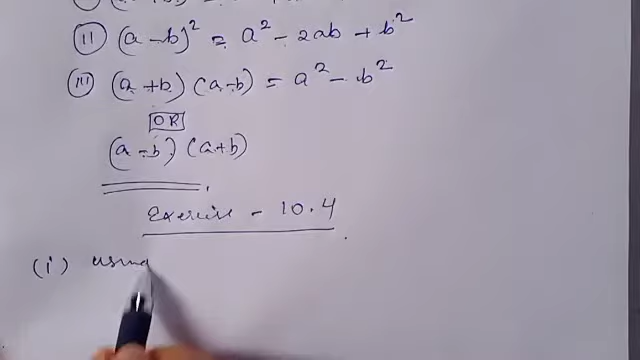 (ii) (a - b)² = a² - 2ab + b²
(iii) (a + b) (a - b) = a² - b²
OR
(a - b) (a + b)
Exercise - 10.4
(i) using